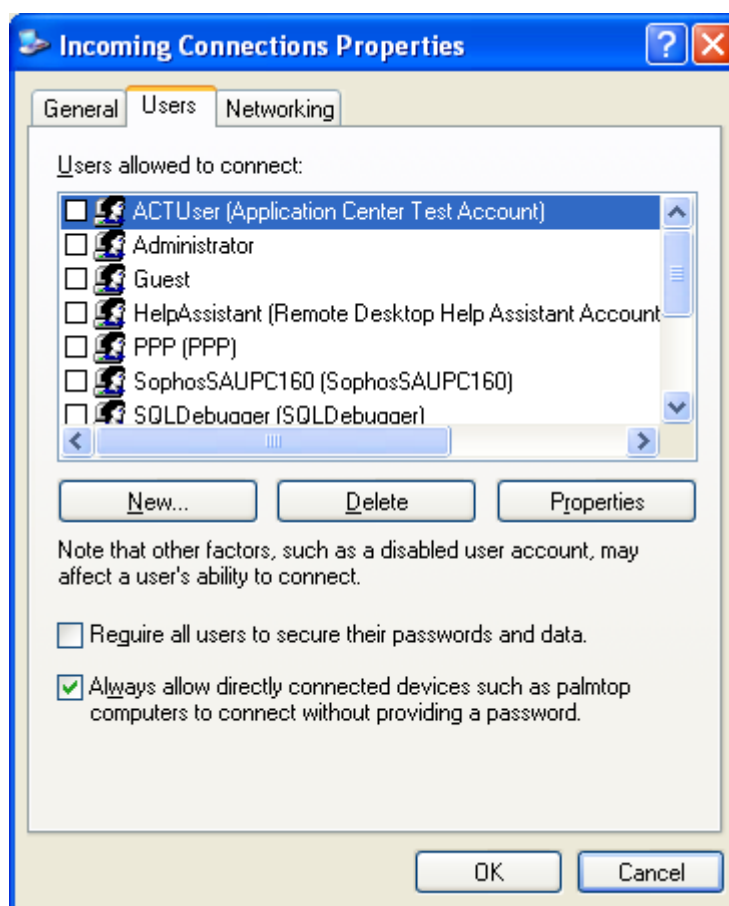 Incoming Connections Properties
General Users Networking
Users allowed to connect:
ACTUser (Application Center Test Account)
Administrator
Guest
HelpAssistant (Remote Desktop Help Assistant Account
PPP (PPP)
SophosSAUPC160 (SophosSAUPC160)
SQLDebugger (SQLDebugger)
New... Delete Properties
Note that other factors, such as a disabled user account, may
affect a user's ability to connect.
Require all users to secure their passwords and data.
Always allow directly connected devices such as palmtop
computers to connect without providing a password.
OK Cancel